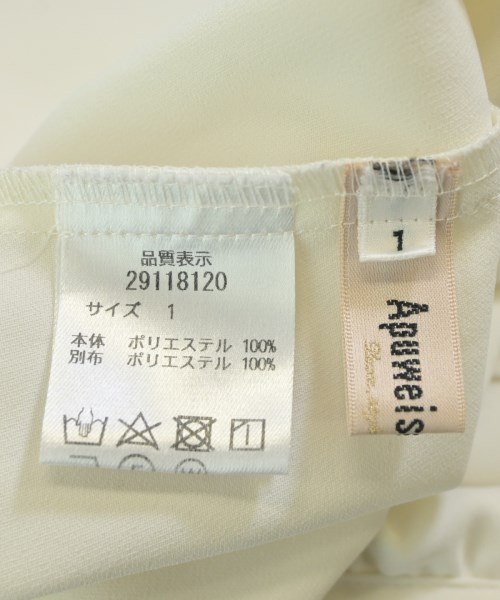 品質表示
29118120
サイズ 1
本体 ポリエステル 100%
別布 ポリエステル 100%
1
Apuweis